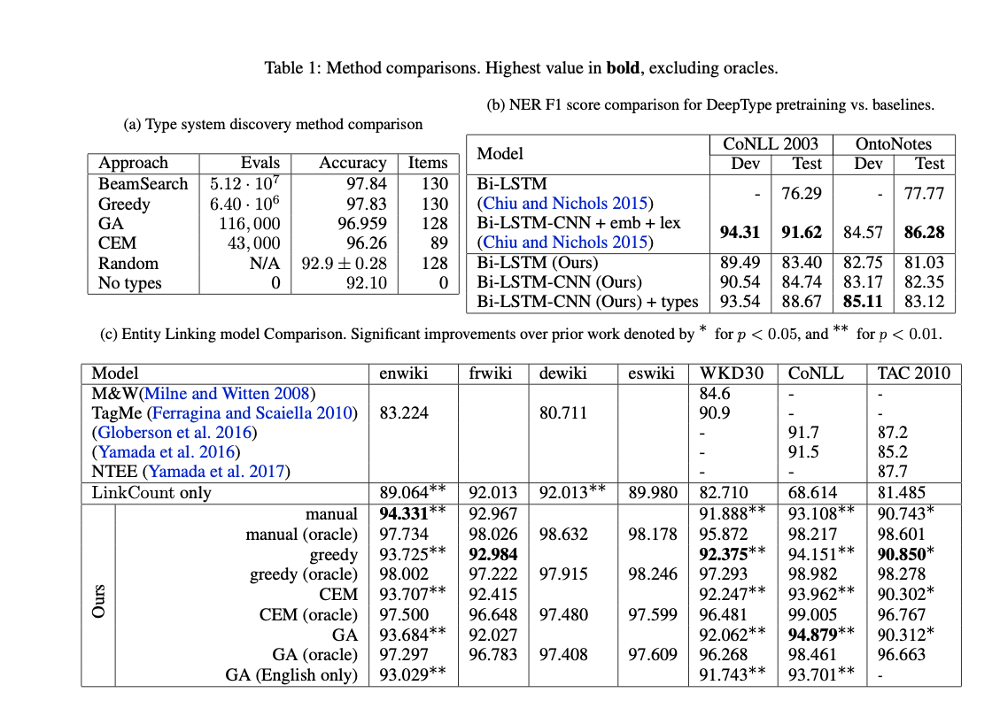 Table 1: Method comparisons. Highest value in bold, excluding oracles.
(a) Type system discovery method comparison
Approach Evals Accuracy Items
BeamSearch 5.12 · 10^7 97.84 130
Greedy 6.40 · 10^6 97.83 130
GA 116,000 96.959 128
CEM 43,000 96.26 89
Random N/A 92.9 ± 0.28 128
No types 0 92.10 0
(b) NER F1 score comparison for DeepType pretraining vs. baselines.
Model CoNLL 2003 OntoNotes
Dev Test Dev Test
Bi-LSTM
(Chiu and Nichols 2015) - 76.29 - 77.77
Bi-LSTM-CNN + emb + lex
(Chiu and Nichols 2015) 94.31 91.62 84.57 86.28
Bi-LSTM (Ours) 89.49 83.40 82.75 81.03
Bi-LSTM-CNN (Ours) 90.54 84.74 83.17 82.35
Bi-LSTM-CNN (Ours) + types 93.54 88.67 85.11 83.12
(c) Entity Linking model Comparison. Significant improvements over prior work denoted by * for p < 0.05, and ** for p < 0.01.
Model enwiki frwiki dewiki eswiki WKD30 CoNLL TAC 2010
M&W(Milne and Witten 2008) 84.6 - -
TagMe (Ferragina and Scaiella 2010) 83.224 80.711 90.9 - -
(Globerson et al. 2016) - 91.7 87.2
(Yamada et al. 2016) - 91.5 85.2
NTEE (Yamada et al. 2017) - - 87.7
LinkCount only 89.064** 92.013 92.013** 89.980 82.710 68.614 81.485
Ours
manual 94.331** 92.967 91.888** 93.108** 90.743*
manual (oracle) 97.734 98.026 98.632 98.178 95.872 98.217 98.601
greedy 93.725** 92.984 92.375** 94.151** 90.850*
greedy (oracle) 98.002 97.222 97.915 98.246 97.293 98.982 98.278
CEM 93.707** 92.415 92.247** 93.962** 90.302*
CEM (oracle) 97.500 96.648 97.480 97.599 96.481 99.005 96.767
GA 93.684** 92.027 92.062** 94.879** 90.312*
GA (oracle) 97.297 96.783 97.408 97.609 96.268 98.461 96.663
GA (English only) 93.029** 91.743** 93.701** -